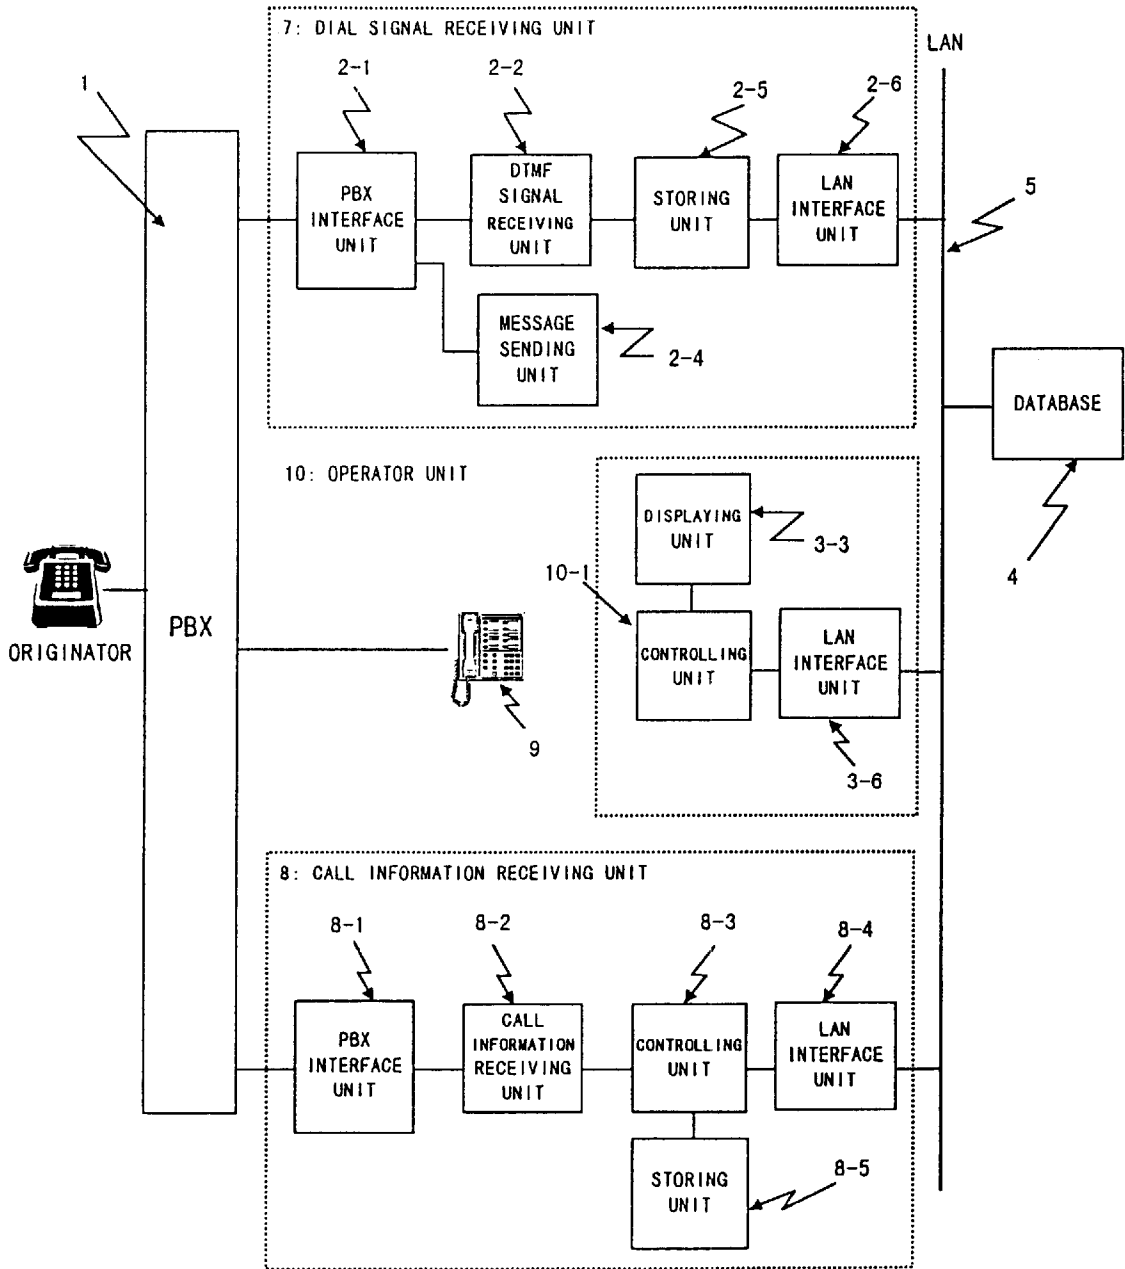 7: DIAL SIGNAL RECEIVING UNIT
LAN
1
2-1
2-2
2-5
2-6
PBX
INTERFACE
UNIT
DTMF
SIGNAL
RECEIVING
UNIT
STORING
UNIT
LAN
INTERFACE
UNIT
5
MESSAGE
SENDING
UNIT
2-4
DATABASE
4
10: OPERATOR UNIT
DISPLAYING
UNIT
3-3
10-1
CONTROLLING
UNIT
LAN
INTERFACE
UNIT
3-6
ORIGINATOR
PBX
9
8: CALL INFORMATION RECEIVING UNIT
8-1
8-2
8-3
8-4
PBX
INTERFACE
UNIT
CALL
INFORMATION
RECEIVING
UNIT
CONTROLLING
UNIT
LAN
INTERFACE
UNIT
STORING
UNIT
8-5